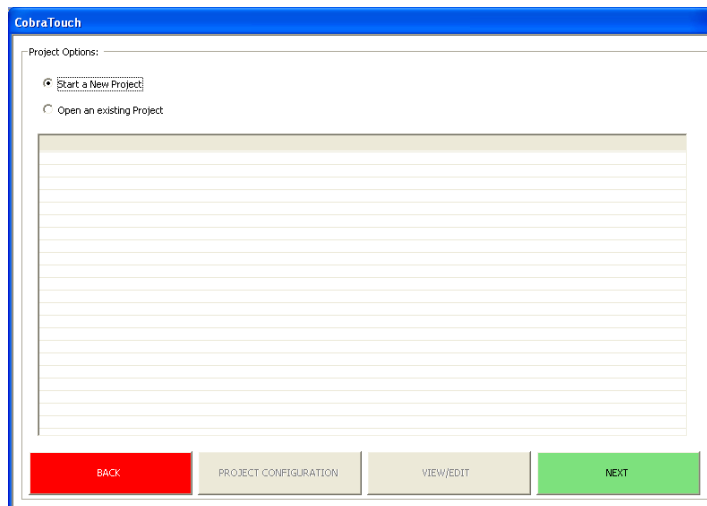 CobraTouch
Project Options:
Start a New Project
Open an existing Project
BACK
PROJECT CONFIGURATION
VIEW/EDIT
NEXT